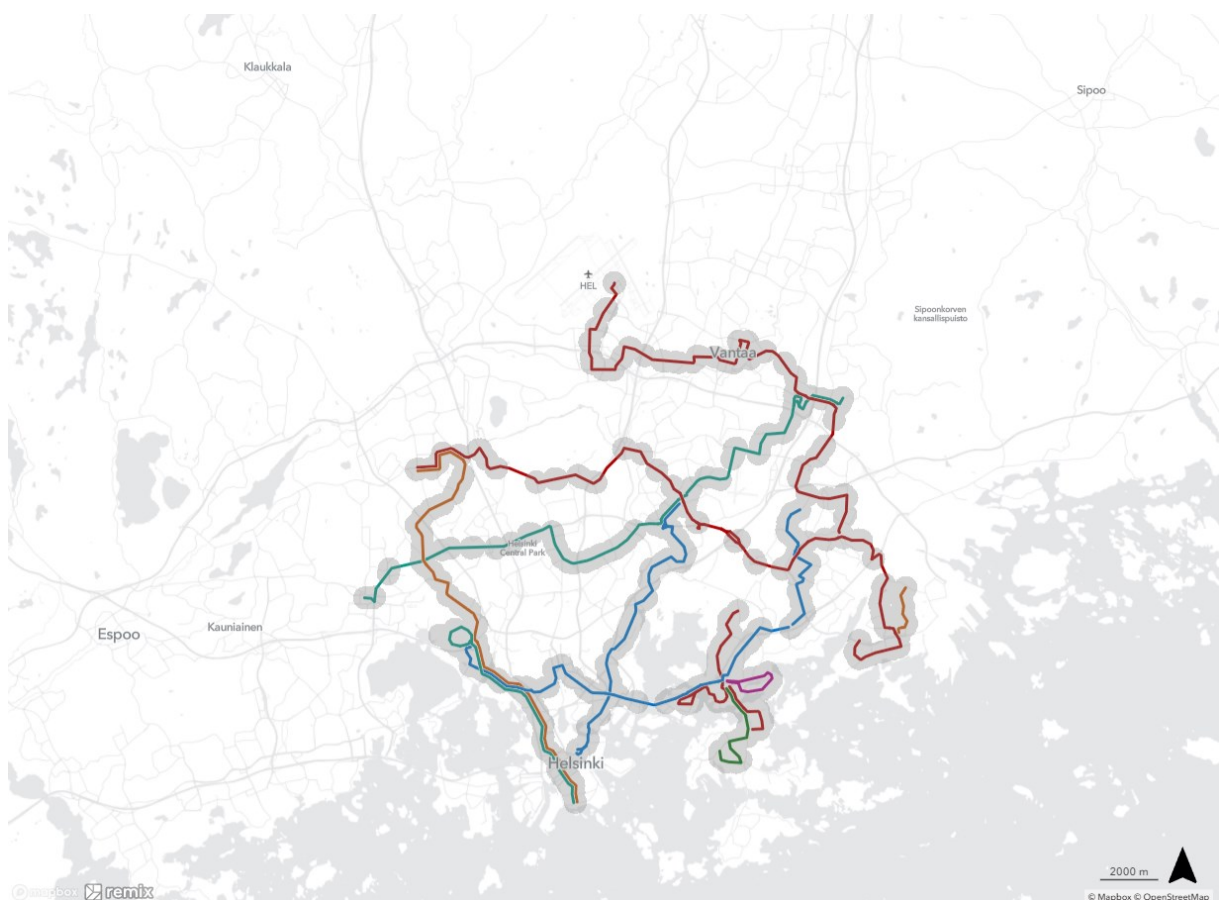 Klaukkala
Sipoo
HEL
Sipoonkorven
kansallispuisto
Vantaa
Helsinki
Central Park
Espoo
Kauniainen
Helsinki
2000 m
mapbox remix
© Mapbox © OpenStreetMap